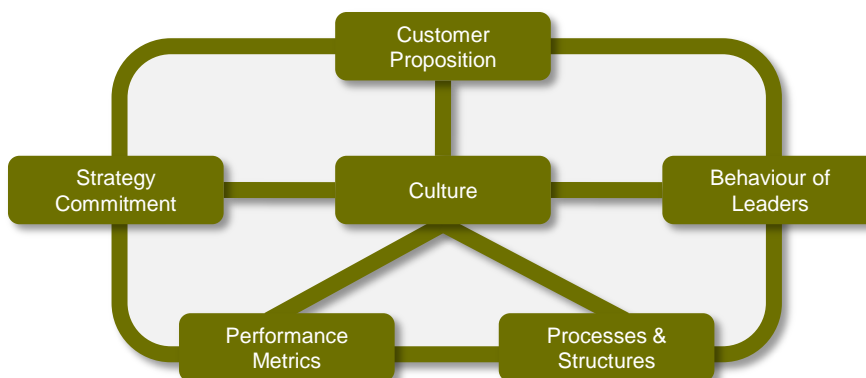 Customer
Proposition
Strategy
Commitment
Culture
Behaviour of
Leaders
Performance
Metrics
Processes &
Structures